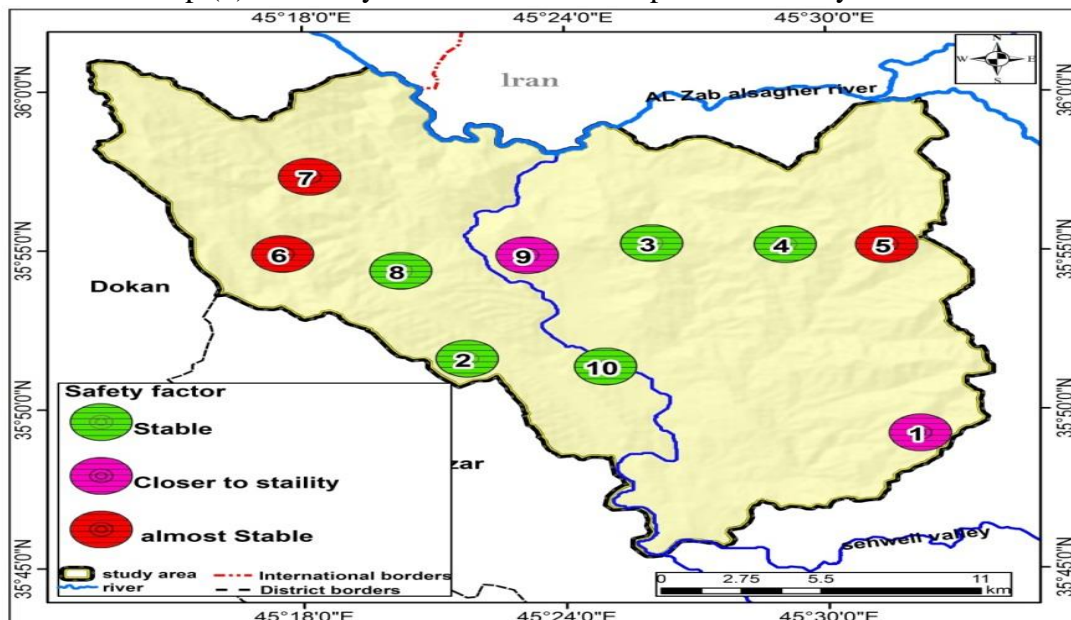 45°18'0"E 45°24'0"E 45°30'0"E
N
W E
S
Iran
AL Zab alsagher river
36°0'0"N
36°0'0"N
7
35°55'0"N
35°55'0"N
6
8
9
3
4
5
Dokan
2
10
1
35°50'0"N
35°50'0"N
zar
senwell valley
35°45'0"N
35°45'0"N
Safety factor
Stable
Closer to staility
almost Stable
study area
International borders
river
District borders
0 2.75 5.5 11
km
45°18'0"E 45°24'0"E 45°30'0"E